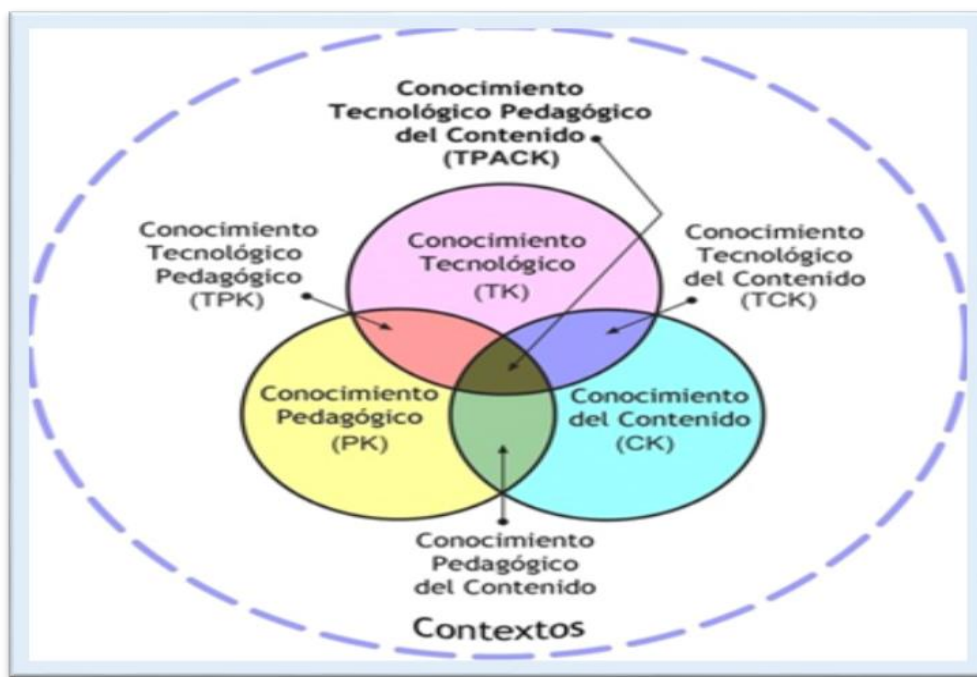 Conocimiento
Tecnológico Pedagógico
del Contenido
(TPACK)
Conocimiento
Tecnológico
Pedagógico
(TPK)
Conocimiento
Tecnológico
(TK)
Conocimiento
Tecnológico
del Contenido
(TCK)
Conocimiento
Pedagógico
(PK)
Conocimiento
del Contenido
(CK)
Conocimiento
Pedagógico
del Contenido
Contextos